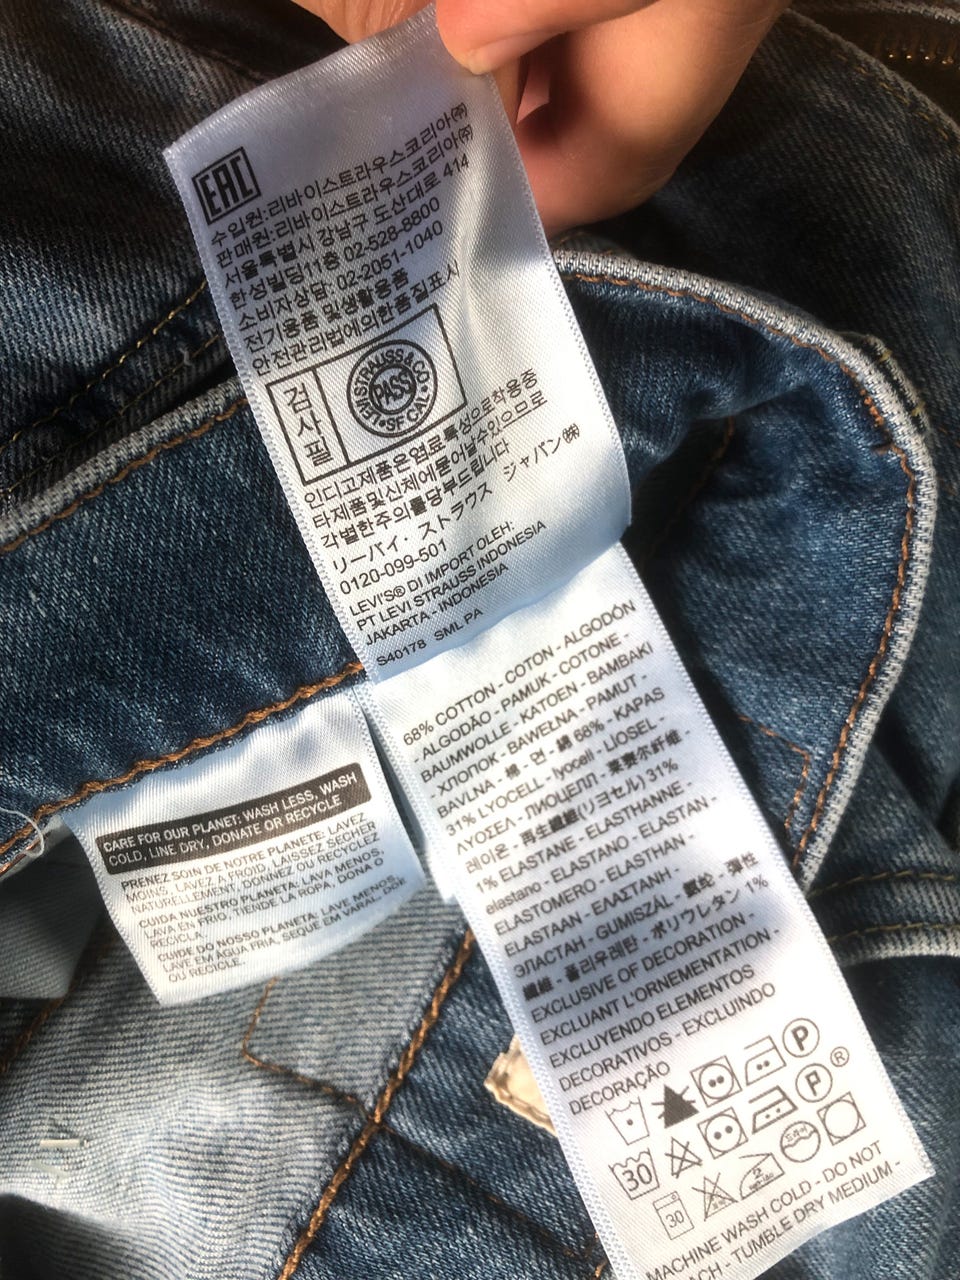 EAC
수입원:리바이스트라우스코리아㈜
판매원:리바이스트라우스코리아㈜
서울특별시 강남구 도산대로 414
한성빌딩11층 02-528-8800
소비자상담: 02-2051-1040
전기용품 및생활용품
안전관리법에의한품질표시
검사필
LEVI STRAUSS & CO
PASS
SF CAL
인디고제품은염료특성으로착용중
타제품및신체에묻어날수있으므로
각별한주의를당부드립니다
リーバイ・ストラウス ジャパン㈱
0120-099-501
LEVI'S® DI IMPORT OLEH:
PT LEVI STRAUSS INDONESIA
JAKARTA - INDONESIA
S40178 SML PA
68% COTTON - COTON - ALGODÓN
- ALGODÃO - PAMUK - COTONE -
BAUMWOLLE - KATOEN - BAMBAKI
- ХЛОПОК - BAWEŁNA - PAMUT -
BAVLNA - 棉 - 면 - 綿 68% - KAPAS
31% LYOCELL - lyocell - LIOSEL -
ΛΥΟΣΕΛ - ЛИОЦЕЛЛ - 莱赛尔纤维 -
레이온 - 再生繊維(リヨセル) 31%
1% ELASTANE - ELASTHANNE -
elastano - ELASTANO - ELASTAN -
ELASTOMERO - ELASTHAN -
ELASTAAN - ΕΛΑΣΤΑΝΗ -
ЭЛАСТАН - GUMISZÁL - 氨纶 - 彈性
纖維 - 폴리우레탄 - ポリウレタン 1%
EXCLUSIVE OF DECORATION -
EXCLUANT L'ORNEMENTATION -
EXCLUYENDO ELEMENTOS
DECORATIVOS - EXCLUINDO
DECORAÇÃO
P
30
P ®
30
MACHINE WASH COLD - DO NOT
ACH - TUMBLE DRY MEDIUM -
CARE FOR OUR PLANET: WASH LESS, WASH
COLD, LINE DRY, DONATE OR RECYCLE
PRENEZ SOIN DE NOTRE PLANETE: LAVEZ
MOINS, LAVEZ A FROID, LAISSEZ SECHER
NATURELLEMENT, DONNEZ OU RECYCLEZ
CUIDA NUESTRO PLANETA: LAVA MENOS,
LAVA EN FRIO, TIENDE LA ROPA, DONA O
RECICLA.
CUIDE DO NOSSO PLANETA: LAVE MENOS,
LAVE EM ÁGUA FRIA, SEQUE EM VARAL, DOE
OU RECICLE.